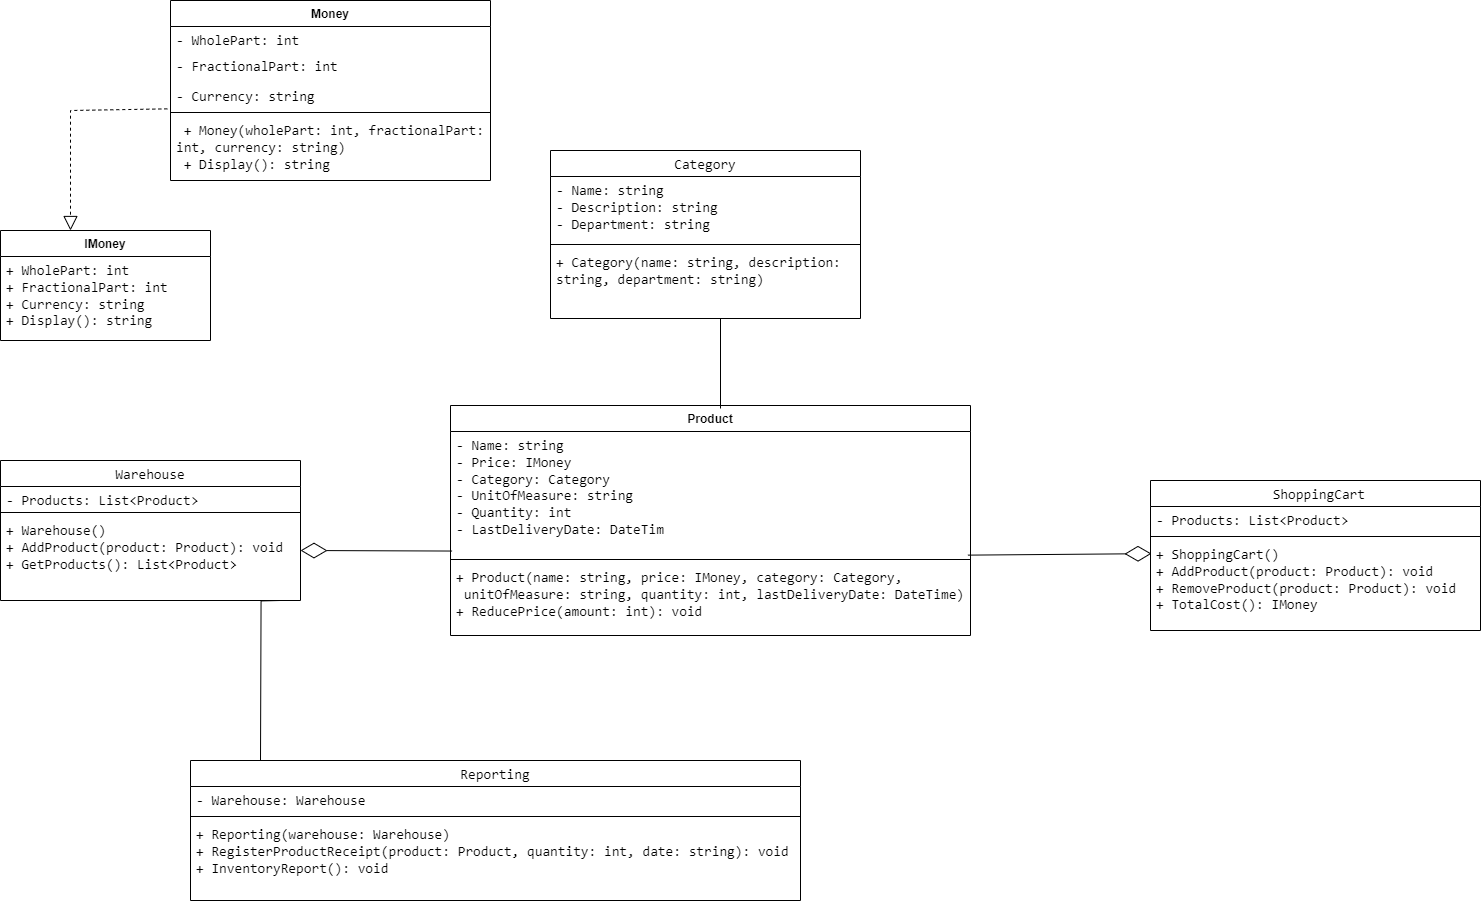 Money
- WholePart: int
- FractionalPart: int
- Currency: string
+ Money(wholePart: int, fractionalPart:
int, currency: string)
+ Display(): string
IMoney
+ WholePart: int
+ FractionalPart: int
+ Currency: string
+ Display(): string
Category
- Name: string
- Description: string
- Department: string
+ Category(name: string, description:
string, department: string)
Product
- Name: string
- Price: IMoney
- Category: Category
- UnitOfMeasure: string
- Quantity: int
- LastDeliveryDate: DateTim
+ Product(name: string, price: IMoney, category: Category,
unitOfMeasure: string, quantity: int, lastDeliveryDate: DateTime)
+ ReducePrice(amount: int): void
Warehouse
- Products: List<Product>
+ Warehouse()
+ AddProduct(product: Product): void
+ GetProducts(): List<Product>
ShoppingCart
- Products: List<Product>
+ ShoppingCart()
+ AddProduct(product: Product): void
+ RemoveProduct(product: Product): void
+ TotalCost(): IMoney
Reporting
- Warehouse: Warehouse
+ Reporting(warehouse: Warehouse)
+ RegisterProductReceipt(product: Product, quantity: int, date: string): void
+ InventoryReport(): void